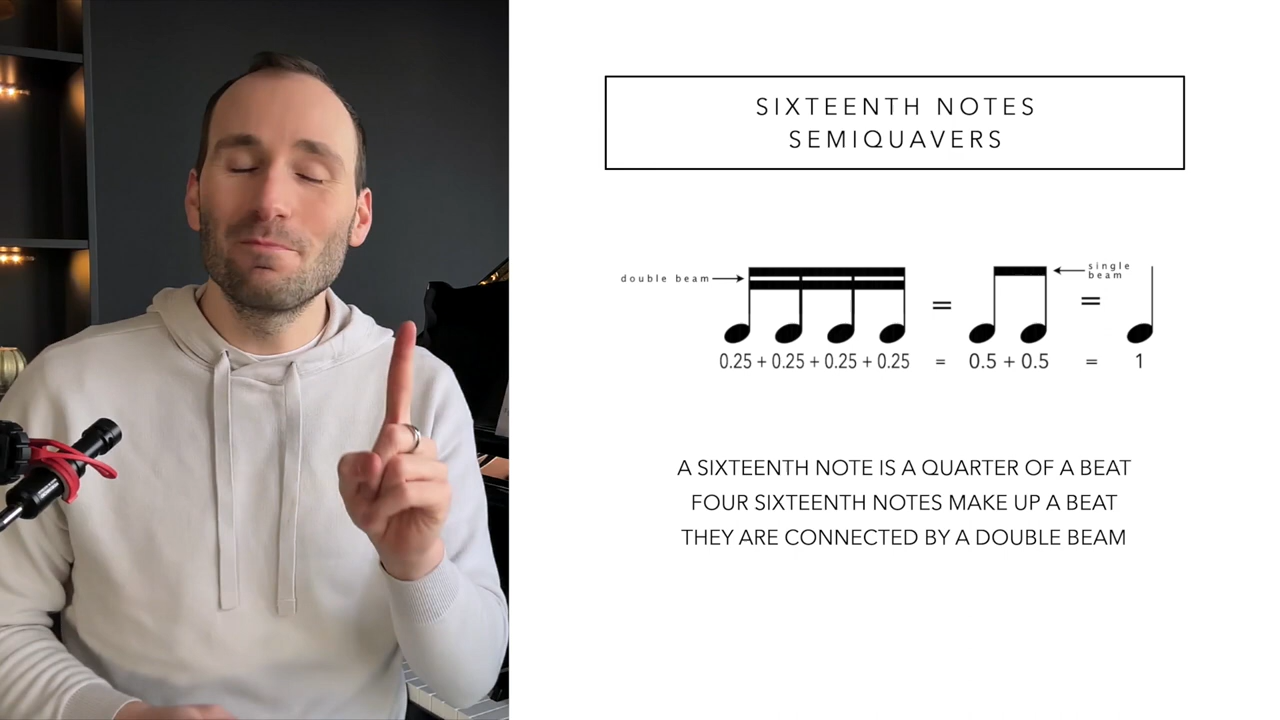 SIXTEENTH NOTES
SEMIQUAVERS
double beam
single
beam
= =
0.25 + 0.25 + 0.25 + 0.25 = 0.5 + 0.5 = 1
A SIXTEENTH NOTE IS A QUARTER OF A BEAT
FOUR SIXTEENTH NOTES MAKE UP A BEAT
THEY ARE CONNECTED BY A DOUBLE BEAM